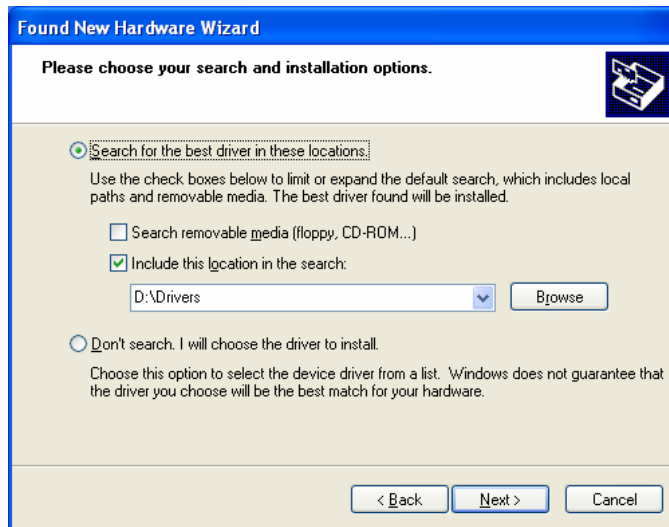 Found New Hardware Wizard
Please choose your search and installation options.
Search for the best driver in these locations.
Use the check boxes below to limit or expand the default search, which includes local
paths and removable media. The best driver found will be installed.
Search removable media (floppy, CD-ROM...)
Include this location in the search:
D:\Drivers
Browse
Don't search. I will choose the driver to install.
Choose this option to select the device driver from a list. Windows does not guarantee that
the driver you choose will be the best match for your hardware.
< Back
Next >
Cancel